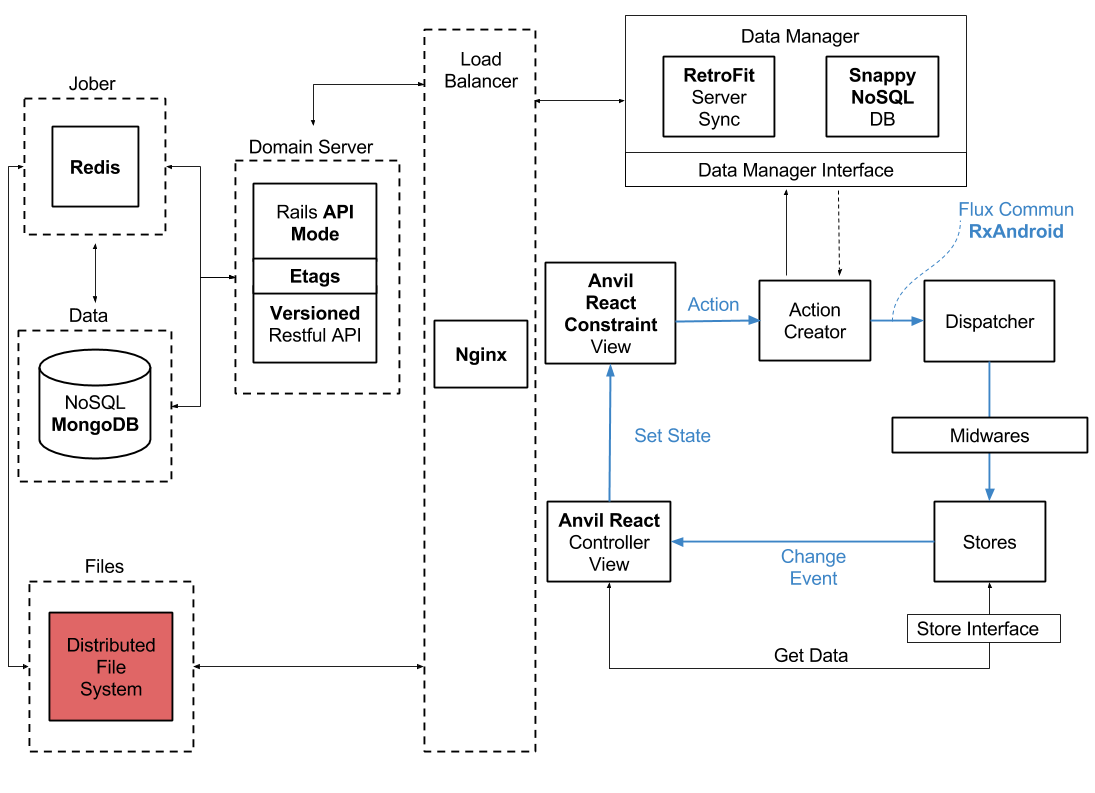 Jober
Redis
Data
NoSQL
MongoDB
Files
Distributed
File
System
Domain Server
Rails API
Mode
Etags
Versioned
Restful API
Load
Balancer
Nginx
Data Manager
RetroFit
Server
Sync
Snappy
NoSQL
DB
Data Manager Interface
Flux Commun
RxAndroid
Anvil
React
Constraint
View
Action
Action
Creator
Dispatcher
Midwares
Set State
Anvil React
Controller
View
Change
Event
Stores
Store Interface
Get Data